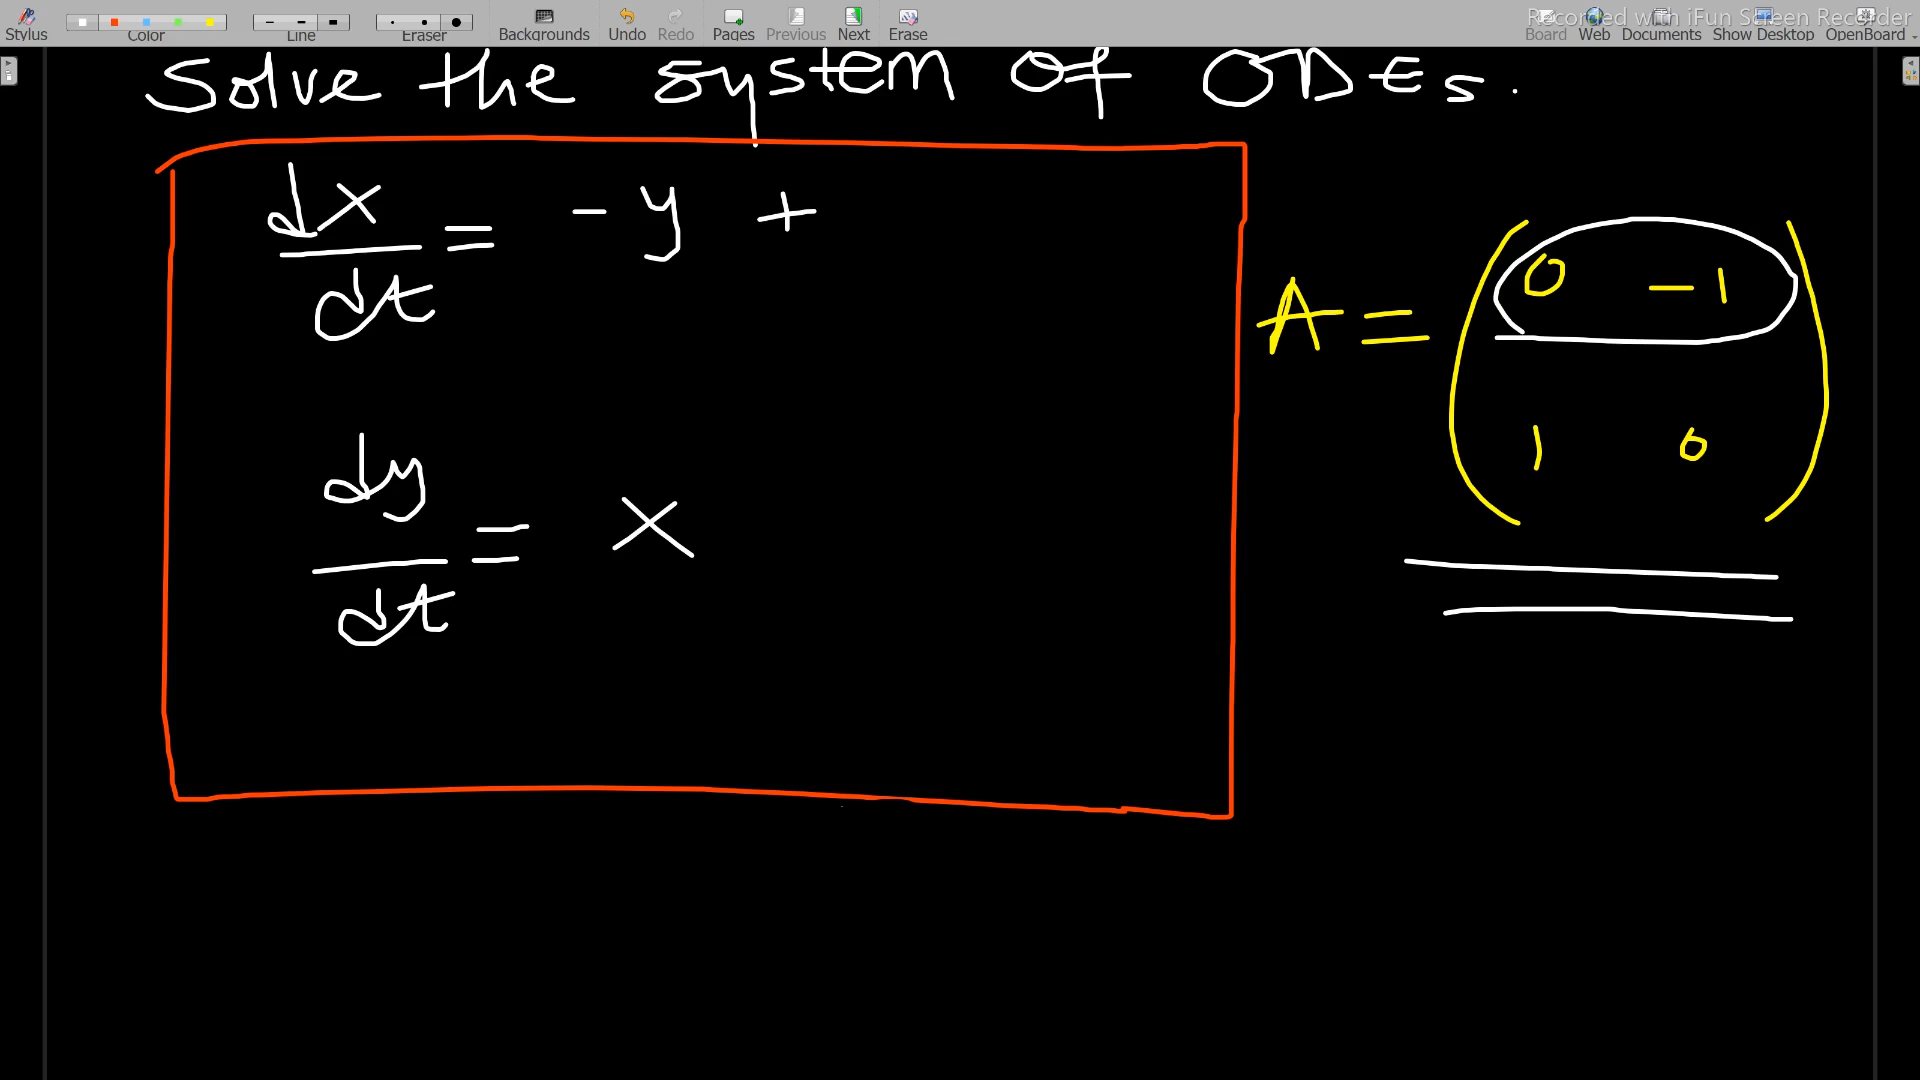 Stylus Color Line Eraser Backgrounds Undo Redo Pages Previous Next Erase Board Web Documents Show Desktop OpenBoard
Recorded with iFun Screen Recorder
Solve the system of ODEs.
dx/dt = - y +
dy/dt = x
A = ( 0 -1
1 0 )